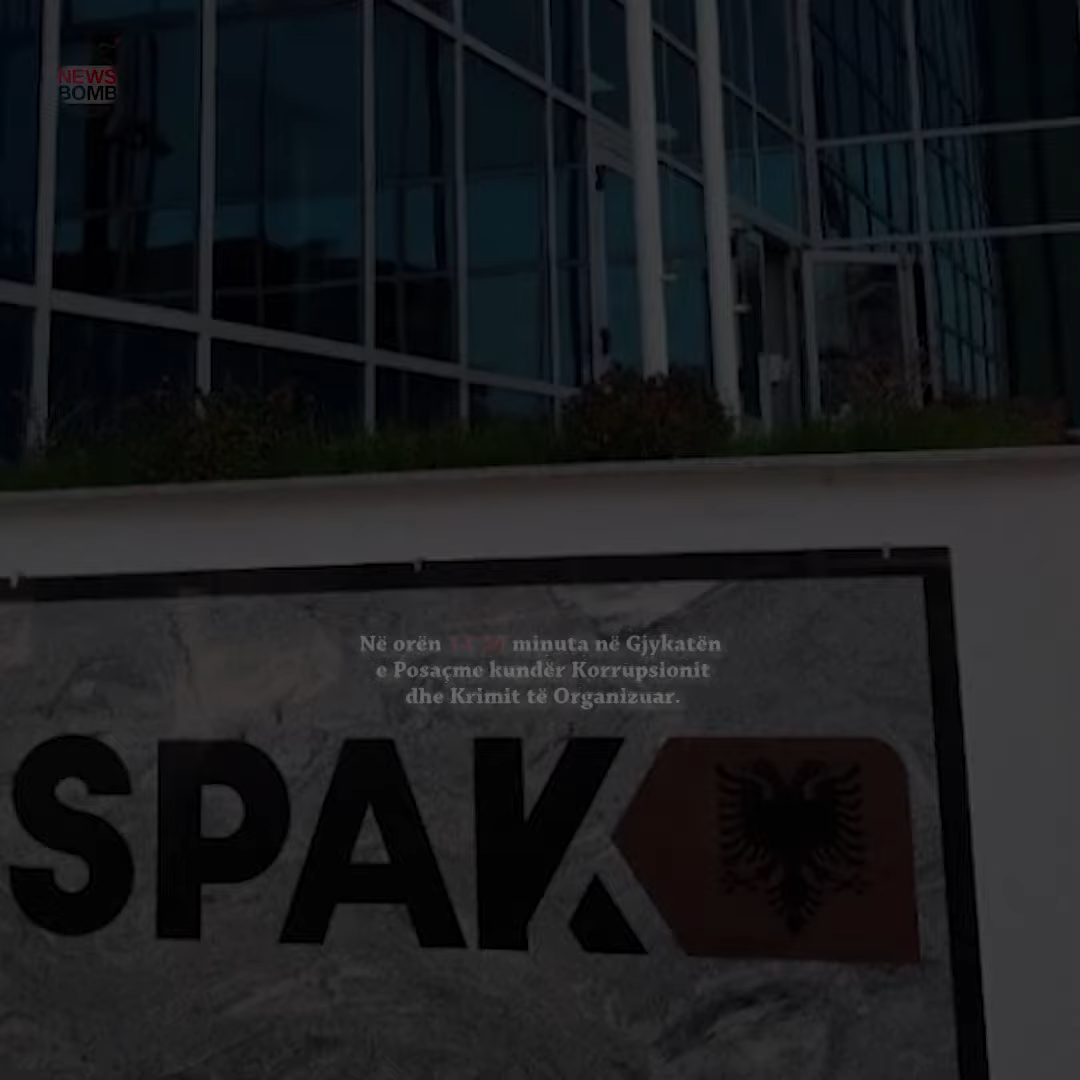 NEWS
BOMB
Në orën minuta në Gjykatën
e Posaçme kundër Korrupsionit
dhe Krimit të Organizuar.
SPAK